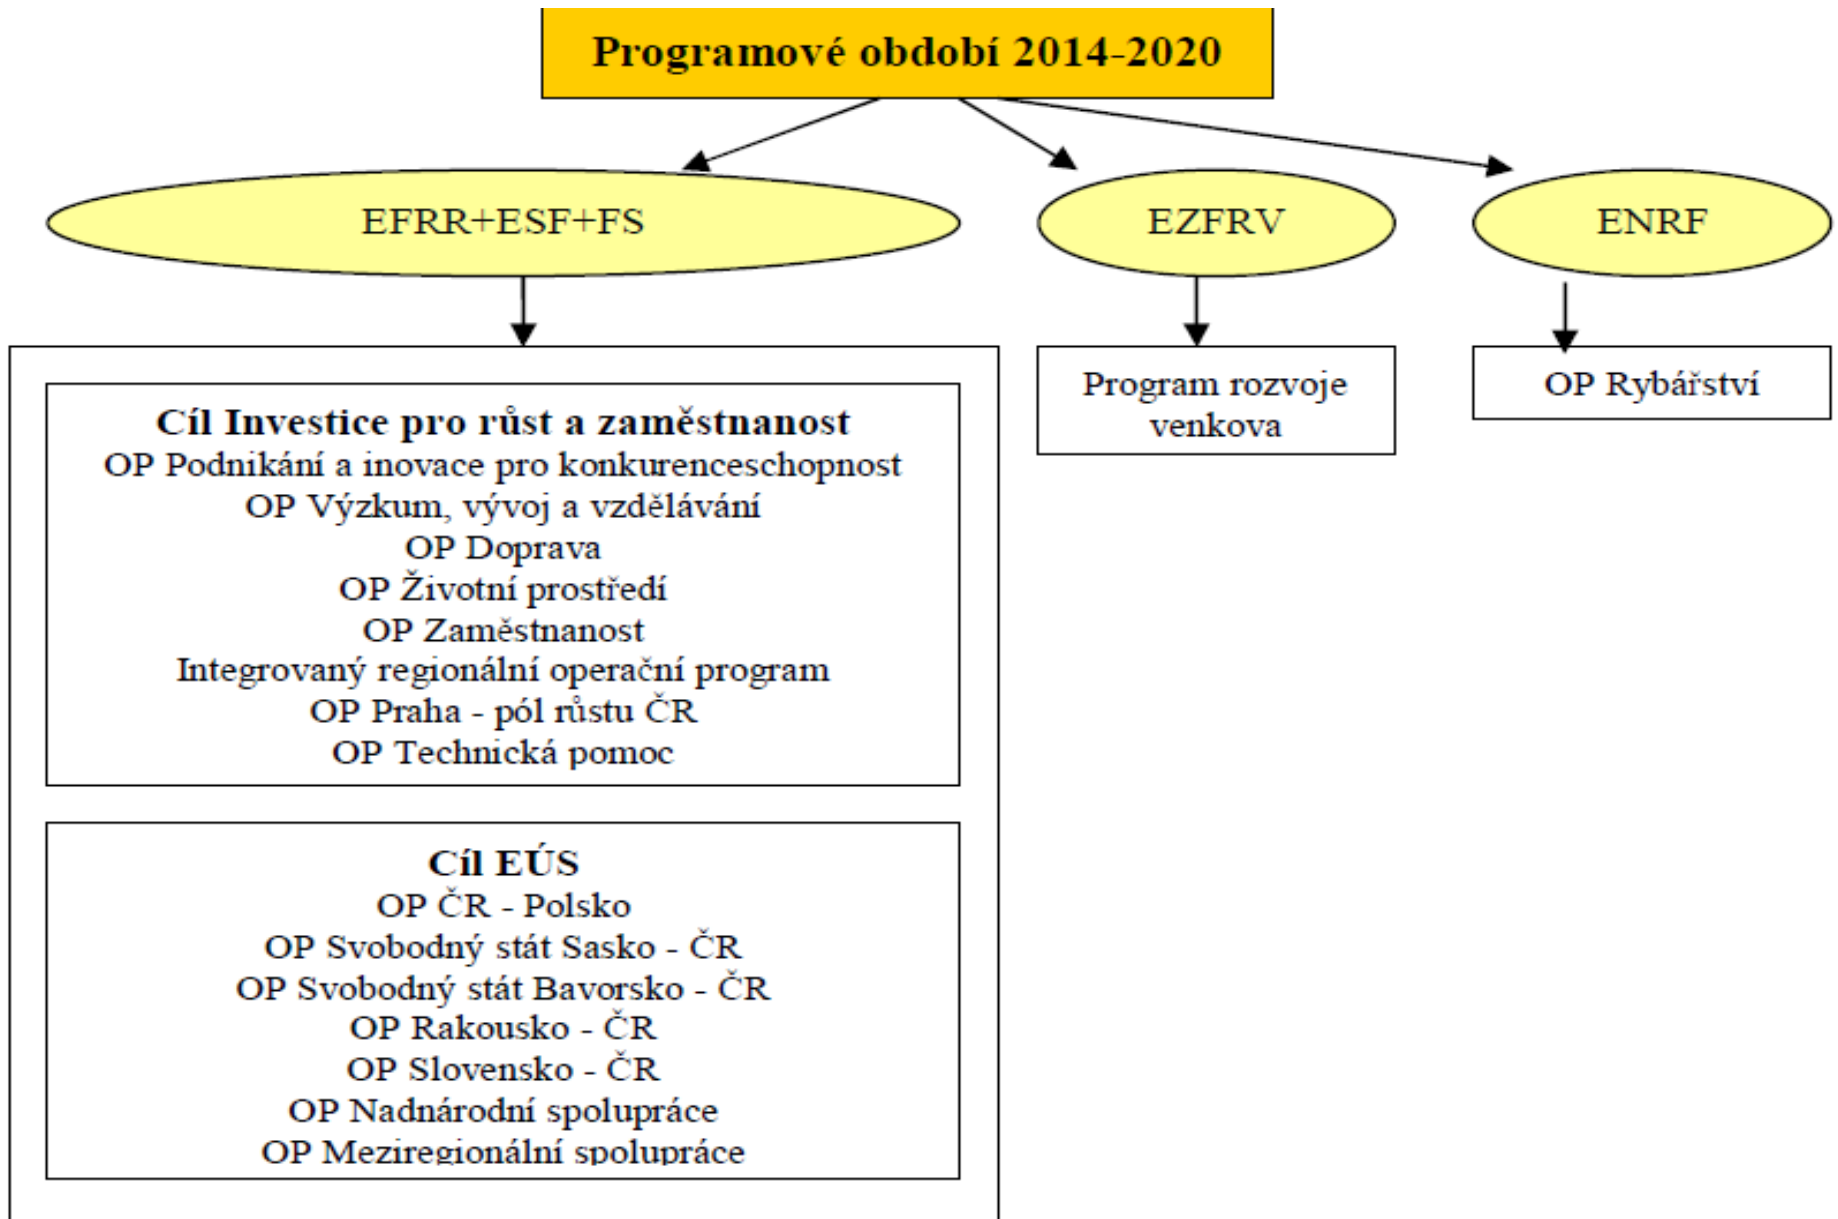 Programové období 2014-2020
EFRR+ESF+FS
EZFRV
ENRF
Cíl Investice pro růst a zaměstnanost
OP Podnikání a inovace pro konkurenceschopnost
OP Výzkum, vývoj a vzdělávání
OP Doprava
OP Životní prostředí
OP Zaměstnanost
Integrovaný regionální operační program
OP Praha - pól růstu ČR
OP Technická pomoc
Cíl EÚS
OP ČR - Polsko
OP Svobodný stát Sasko - ČR
OP Svobodný stát Bavorsko - ČR
OP Rakousko - ČR
OP Slovensko - ČR
OP Nadnárodní spolupráce
OP Meziregionální spolupráce
Program rozvoje
venkova
OP Rybářství